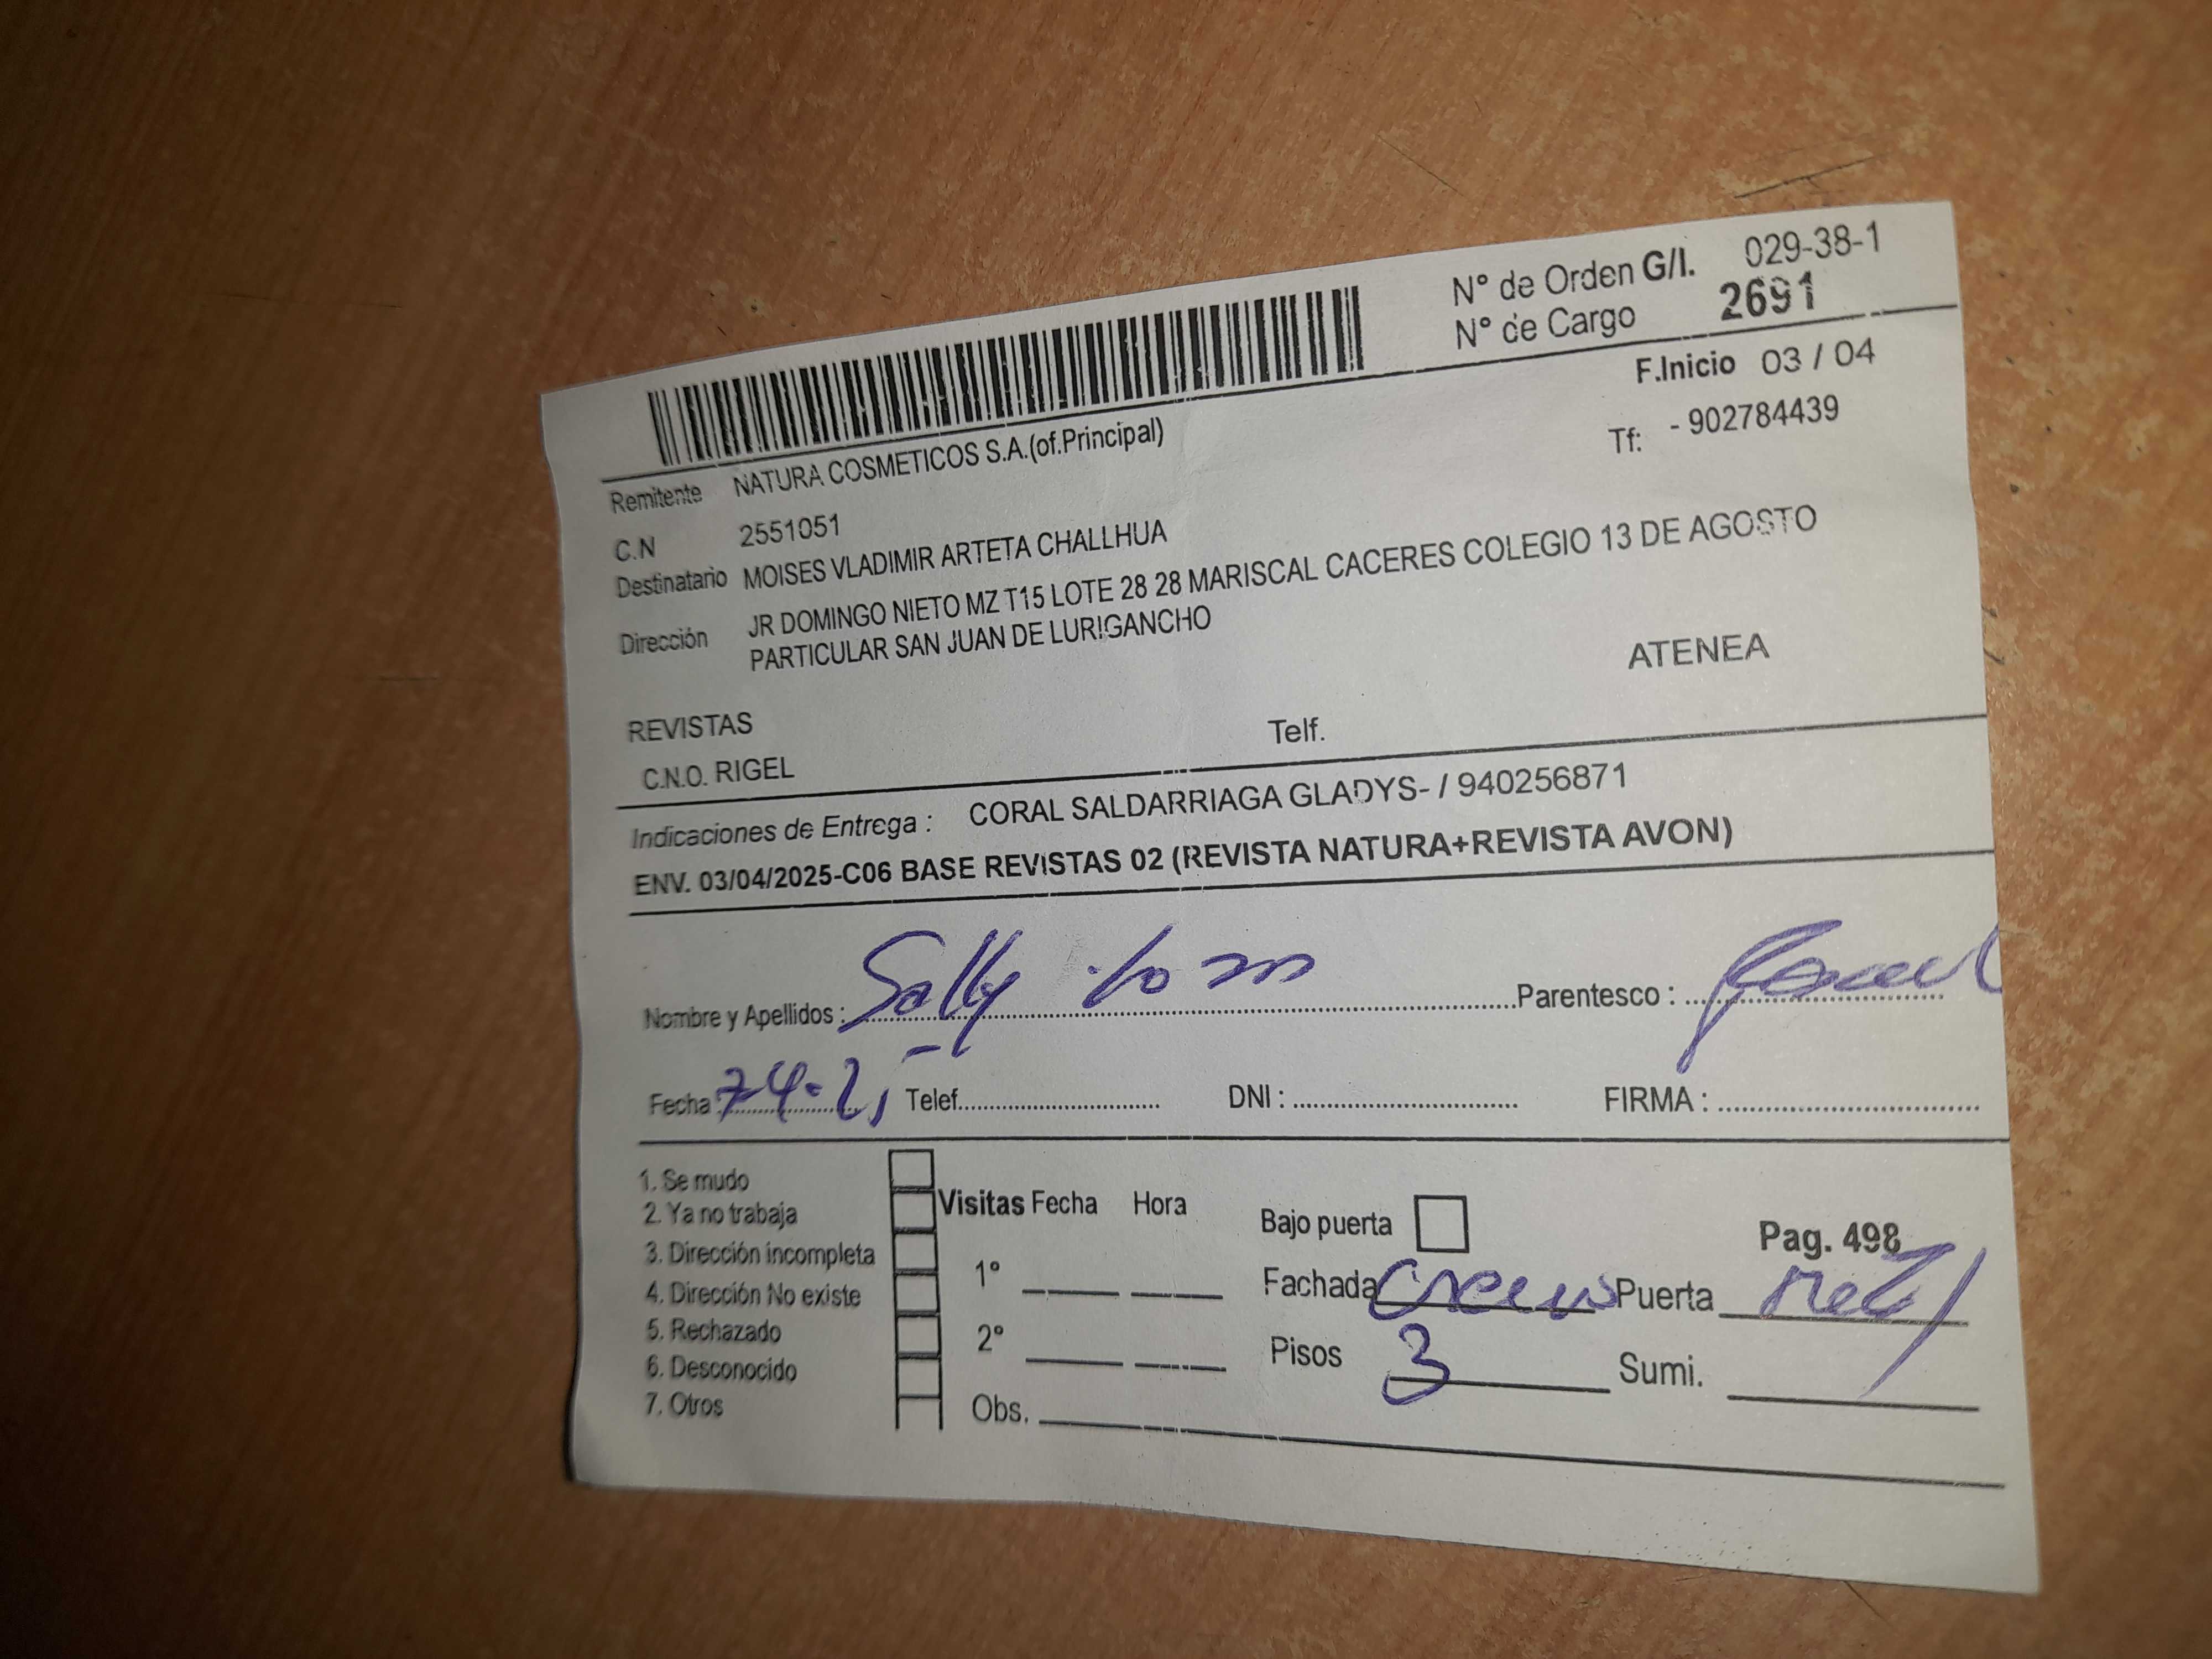 N° de Orden G/I. 029-38-1
N° de Cargo 2691
F.Inicio 03 / 04
Remitente NATURA COSMETICOS S.A.(of.Principal)
Tf: - 902784439
C.N 2551051
Destinatario MOISES VLADIMIR ARTETA CHALLHUA
Dirección JR DOMINGO NIETO MZ T15 LOTE 28 28 MARISCAL CACERES COLEGIO 13 DE AGOSTO
PARTICULAR SAN JUAN DE LURIGANCHO
ATENEA
REVISTAS
Telf.
C.N.O. RIGEL
Indicaciones de Entrega : CORAL SALDARRIAGA GLADYS- / 940256871
ENV. 03/04/2025-C06 BASE REVISTAS 02 (REVISTA NATURA+REVISTA AVON)
Nombre y Apellidos : Sally Parentesco :
Fecha : 7-4-2 Telef. DNI : FIRMA :
1. Se mudo
2. Ya no trabaja
3. Dirección incompleta
4. Dirección No existe
5. Rechazado
6. Desconocido
7. Otros
Visitas Fecha Hora
1°
2°
Obs.
Bajo puerta
Pag. 498
Fachada Puerta
Pisos 3 Sumi.